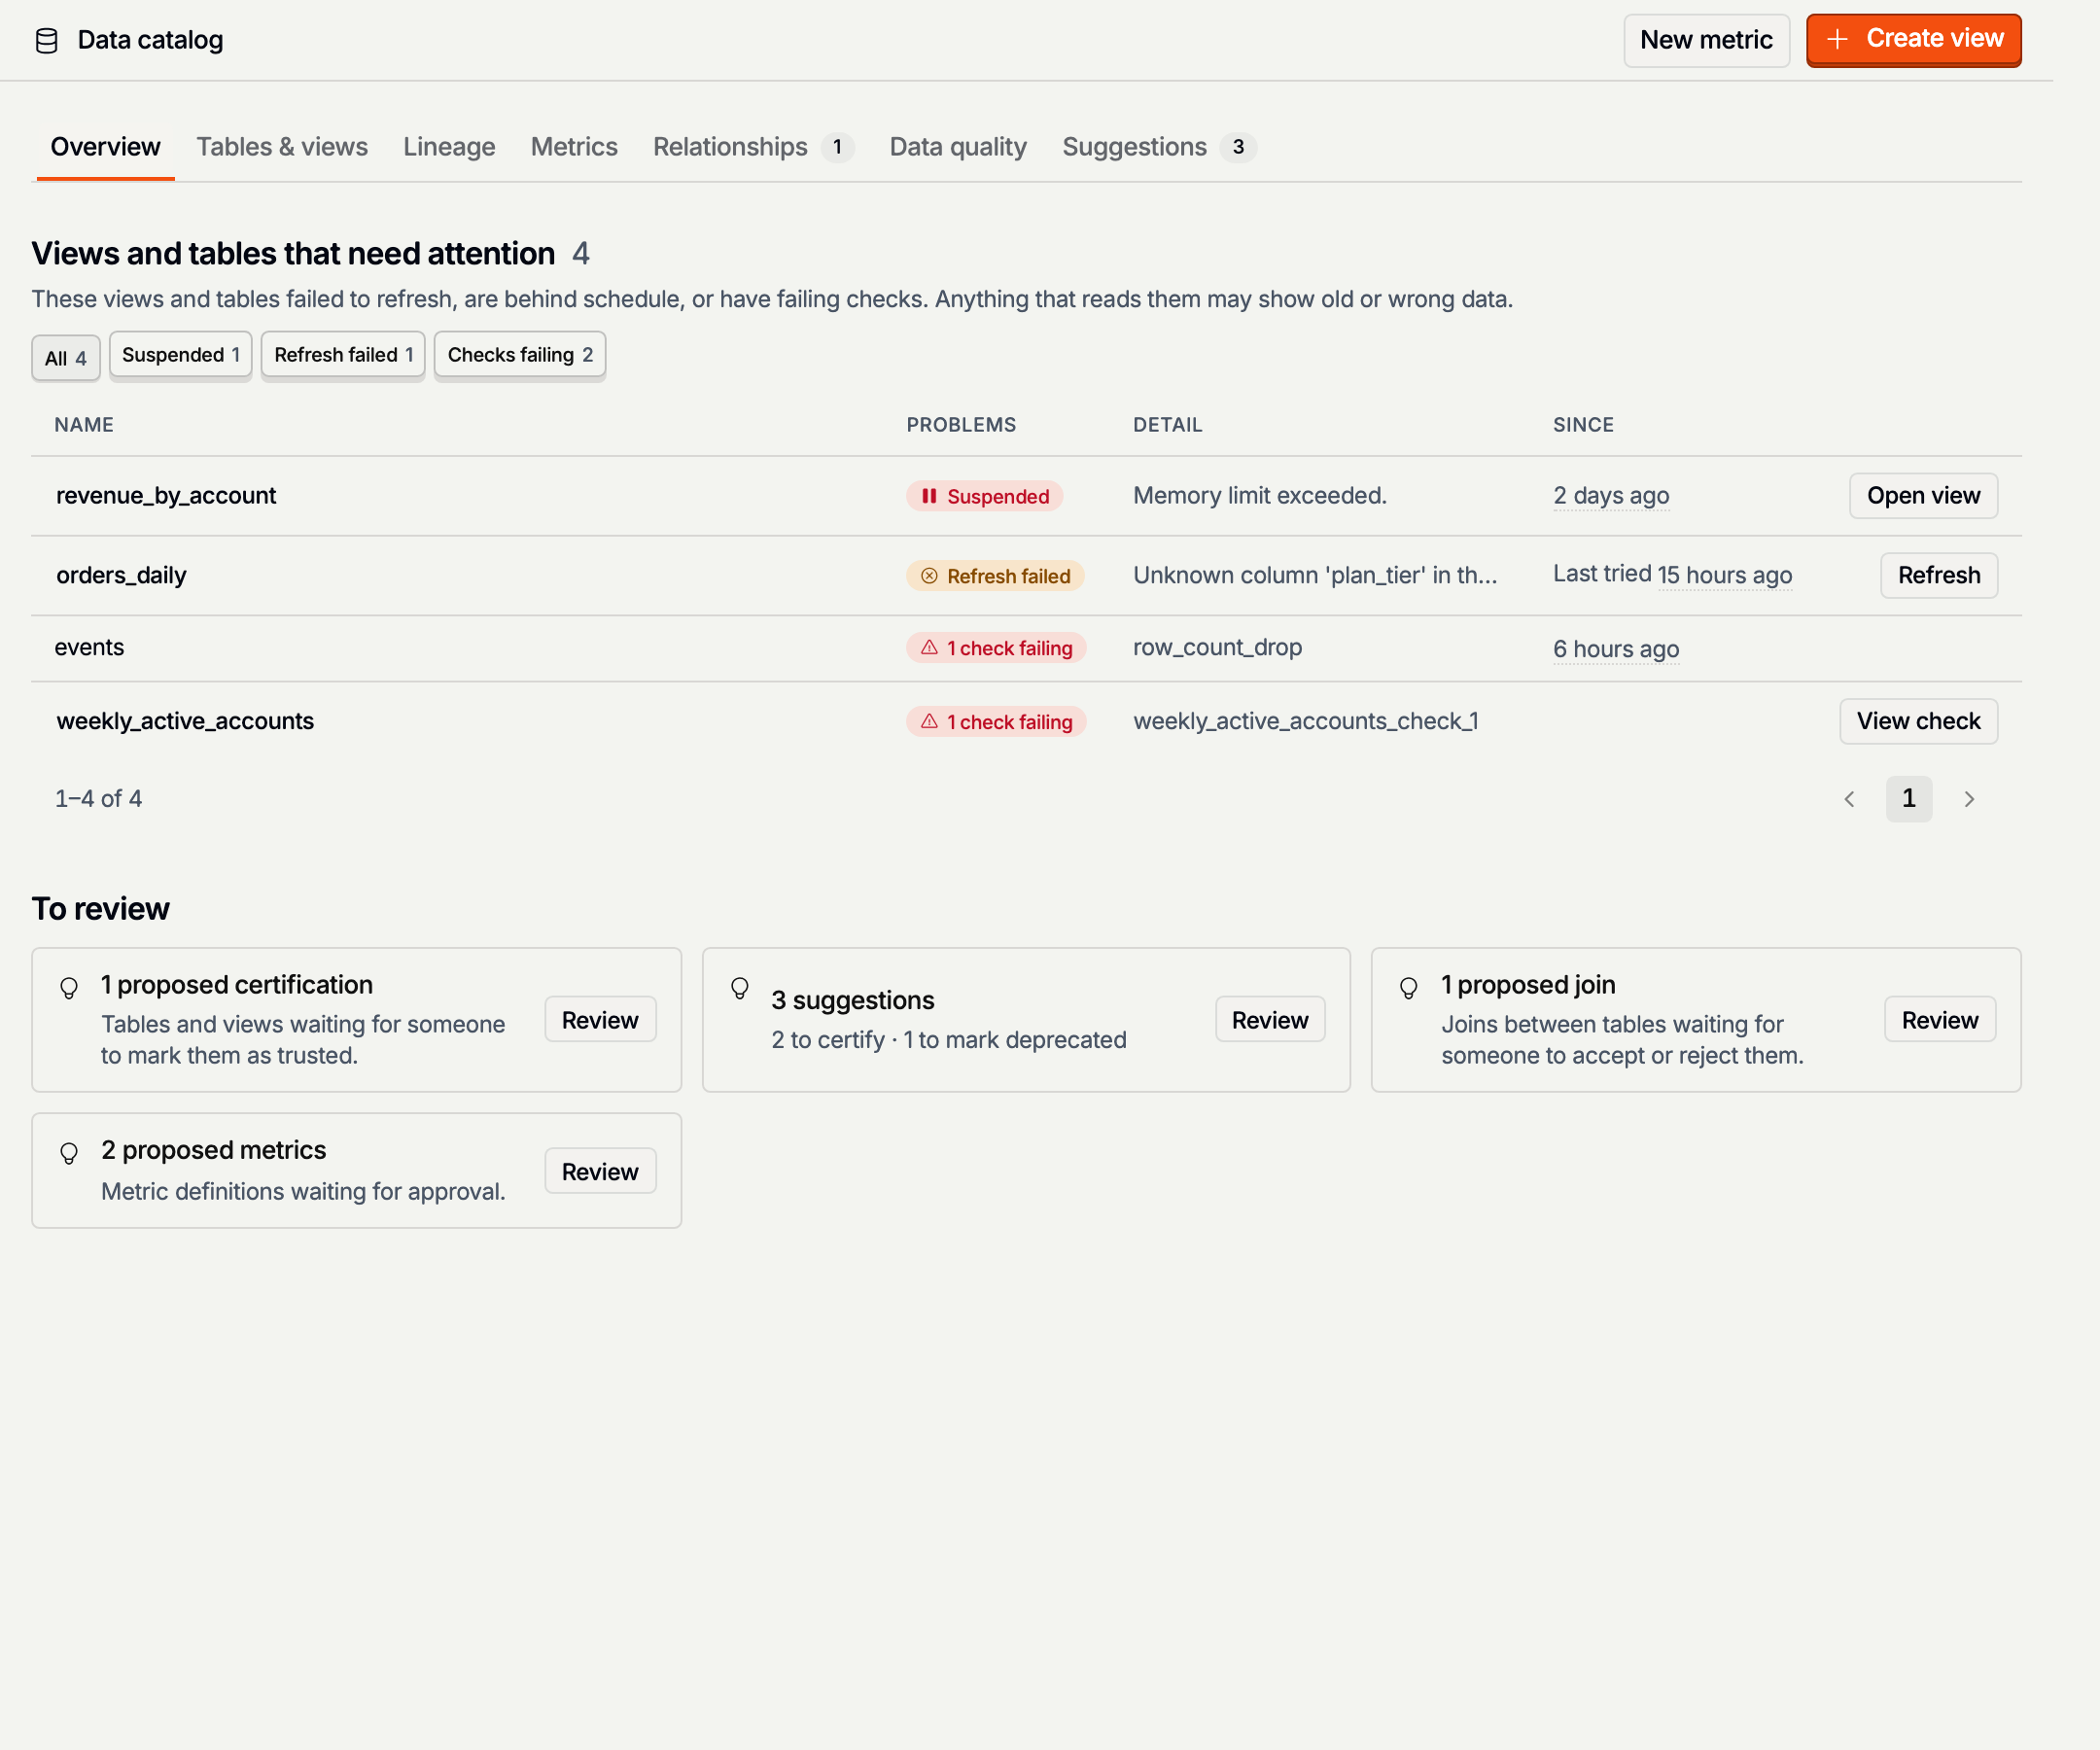 Data catalog
New metric
Create view
Overview Tables & views Lineage Metrics Relationships 1 Data quality Suggestions 3
Views and tables that need attention 4
These views and tables failed to refresh, are behind schedule, or have failing checks. Anything that reads them may show old or wrong data.
All 4 Suspended 1 Refresh failed 1 Checks failing 2
NAME PROBLEMS DETAIL SINCE
revenue_by_account Suspended Memory limit exceeded. 2 days ago Open view
orders_daily Refresh failed Unknown column 'plan_tier' in th... Last tried 15 hours ago Refresh
events 1 check failing row_count_drop 6 hours ago
weekly_active_accounts 1 check failing weekly_active_accounts_check_1 View check
1–4 of 4 1
To review
1 proposed certification
Tables and views waiting for someone
to mark them as trusted.
Review
3 suggestions
2 to certify · 1 to mark deprecated
Review
1 proposed join
Joins between tables waiting for
someone to accept or reject them.
Review
2 proposed metrics
Metric definitions waiting for approval.
Review